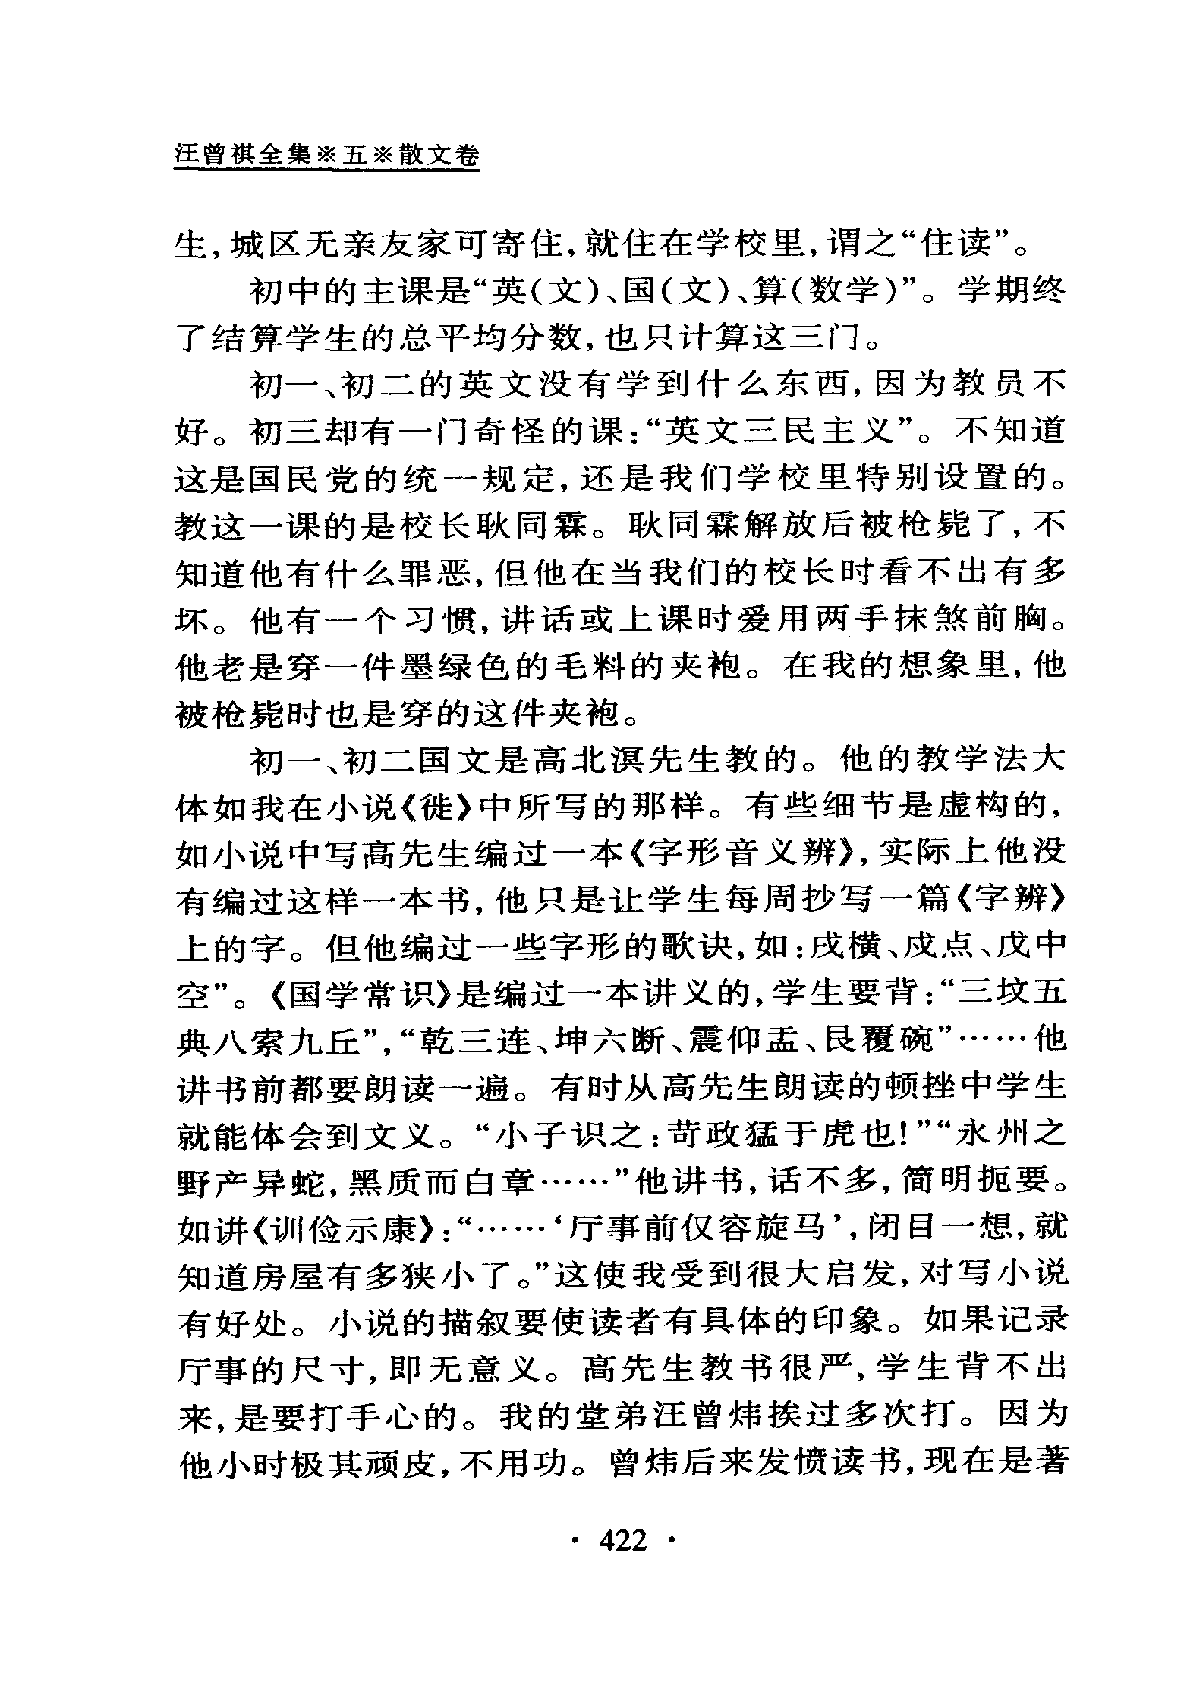 汪曾祺全集※五※散文卷
生,城区无亲友家可寄住,就住在学校里,谓之“住读”。
初中的主课是“英(文)、国(文)、算(数学)”。学期终
了结算学生的总平均分数,也只计算这三门。
初一、初二的英文没有学到什么东西,因为教员不
好。初三却有一门奇怪的课:“英文三民主义”。不知道
这是国民党的统一规定,还是我们学校里特别设置的。
教这一课的是校长耿同霖。耿同霖解放后被枪毙了,不
知道他有什么罪恶,但他在当我们的校长时看不出有多
坏。他有一个习惯,讲话或上课时爱用两手抹煞前胸。
他老是穿一件墨绿色的毛料的夹袍。在我的想象里,他
被枪毙时也是穿的这件夹袍。
初一、初二国文是高北溟先生教的。他的教学法大
体如我在小说《徙》中所写的那样。有些细节是虚构的,
如小说中写高先生编过一本《字形音义辨》,实际上他没
有编过这样一本书,他只是让学生每周抄写一篇《字辨》
上的字。但他编过一些字形的歌诀,如:戌横、戍点、戊中
空”。《国学常识》是编过一本讲义的,学生要背:“三坟五
典八索九丘”,“乾三连、坤六断、震仰盂、艮覆碗”……他
讲书前都要朗读一遍。有时从高先生朗读的顿挫中学生
就能体会到文义。“小子识之:苛政猛于虎也!”“永州之
野产异蛇,黑质而白章……”他讲书,话不多,简明扼要。
如讲《训俭示康》:“……‘厅事前仅容旋马’,闭目一想,就
知道房屋有多狭小了。”这使我受到很大启发,对写小说
有好处。小说的描叙要使读者有具体的印象。如果记录
厅事的尺寸,即无意义。高先生教书很严,学生背不出
来,是要打手心的。我的堂弟汪曾炜挨过多次打。因为
他小时极其顽皮,不用功。曾炜后来发愤读书,现在是著
· 422 ·